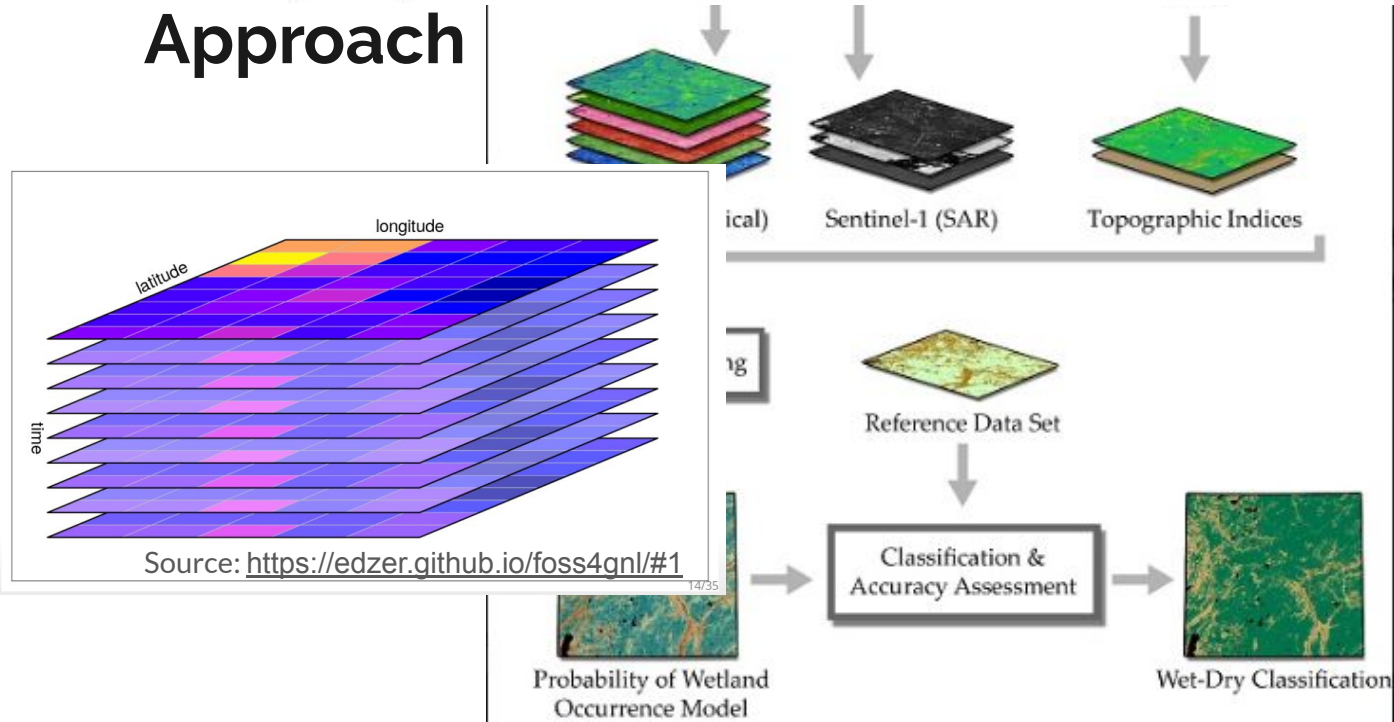 Approach
ical)
Sentinel-1 (SAR)
Topographic Indices
longitude
latitude
time
ng
Reference Data Set
Source: https://edzer.github.io/foss4gnl/#1
14/35
Classification &
Accuracy Assessment
Probability of Wetland
Occurrence Model
Wet-Dry Classification